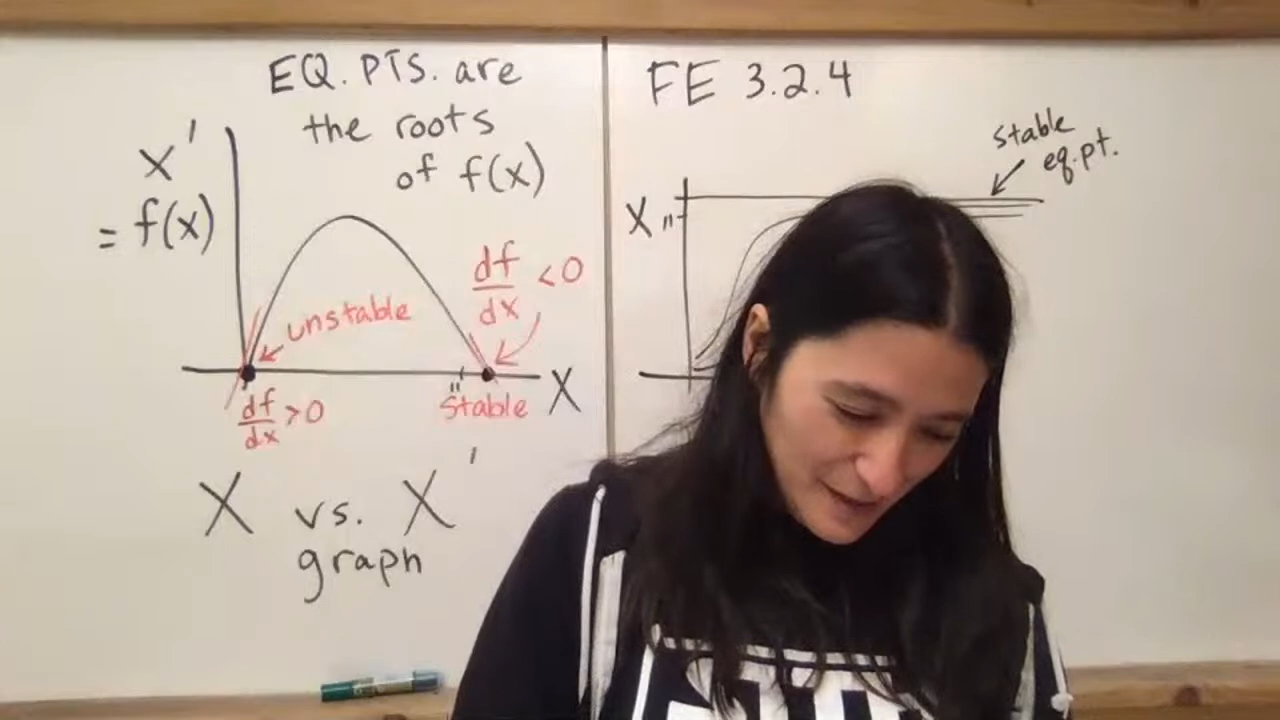 EQ. PTS. are
the roots
of f(x)
x'
= f(x)
unstable
df/dx < 0
df/dx > 0
stable
X
X vs. X'
graph
FE 3.2.4
stable
eq. pt.
X